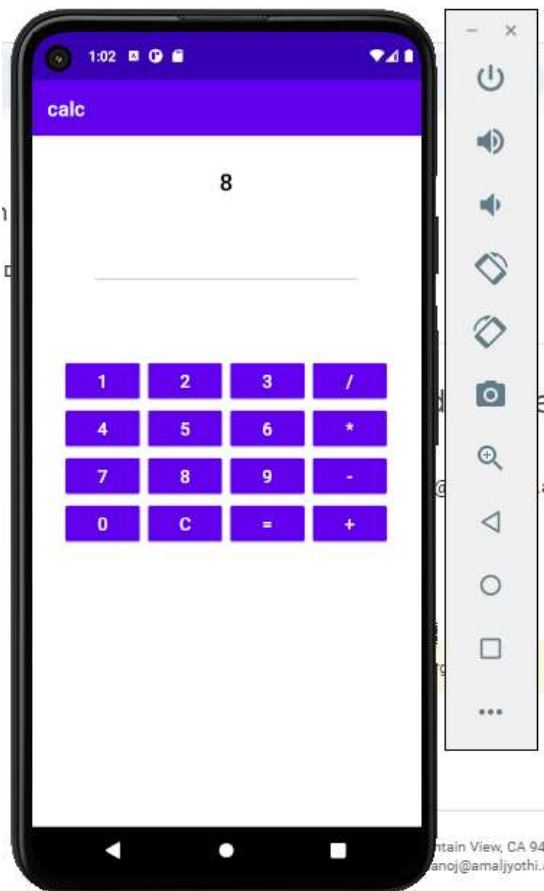 1:02
calc
8
1 2 3 /
4 5 6 *
7 8 9 -
0 C = +
ntain View, CA 94
anoj@amaljyothi.